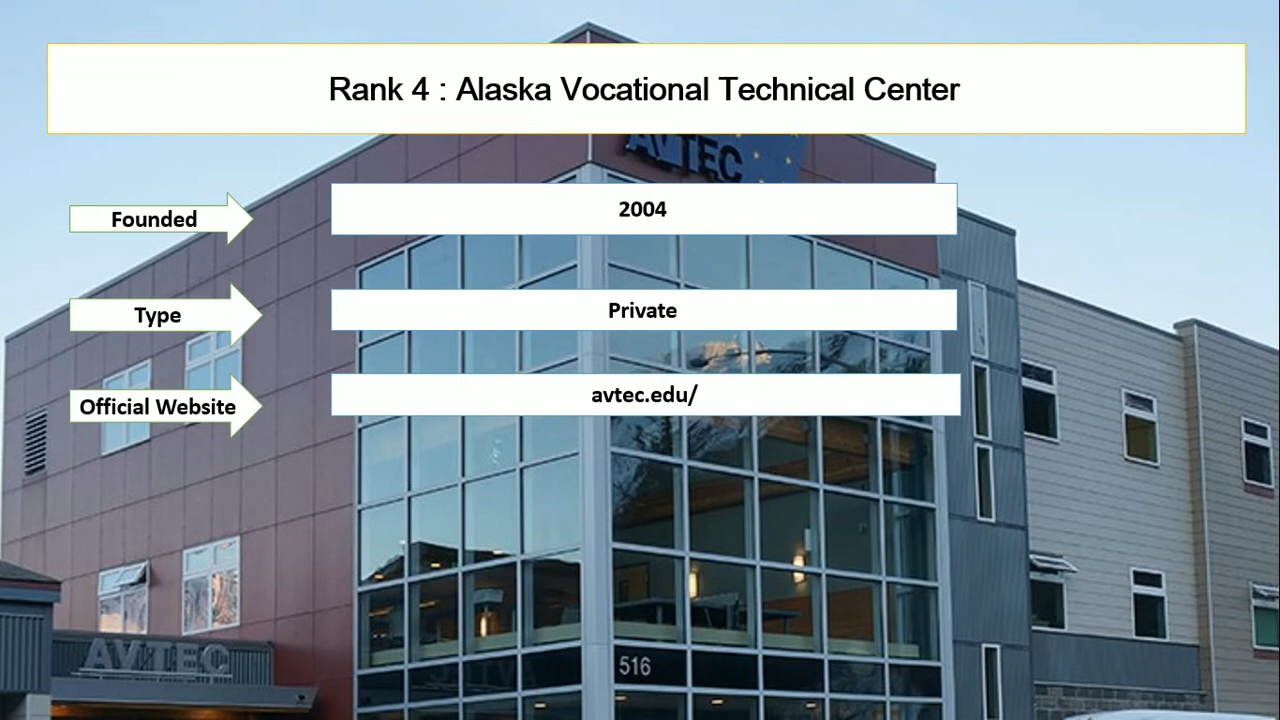 Rank 4 : Alaska Vocational Technical Center
AVTEC
Founded
2004
Type
Private
Official Website
avtec.edu/
AVTEC
516